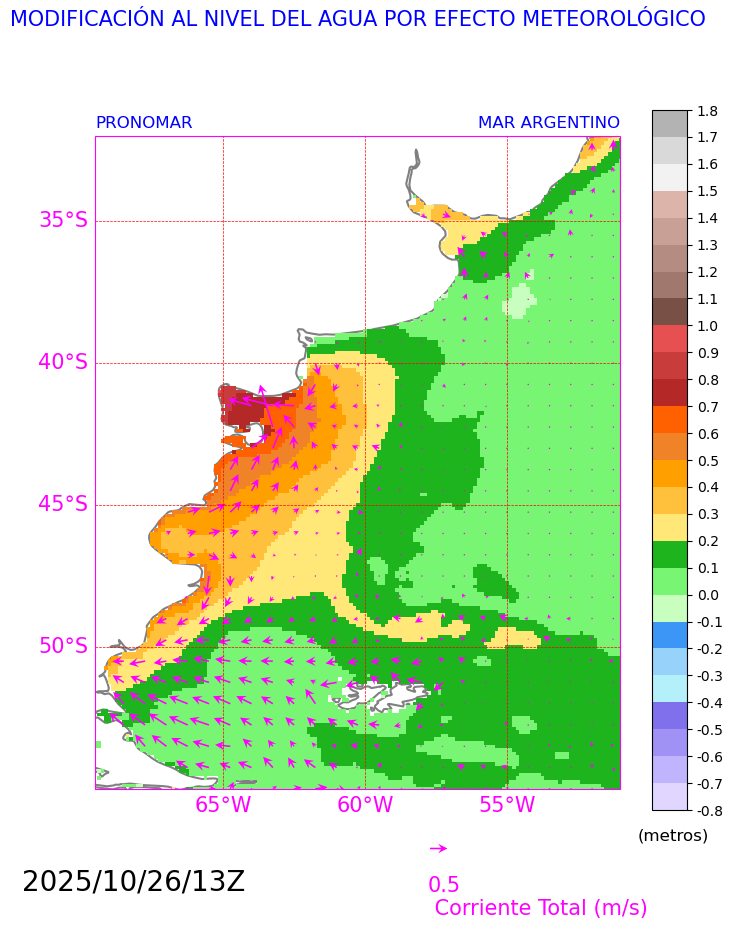 MODIFICACIÓN AL NIVEL DEL AGUA POR EFECTO METEOROLÓGICO
PRONOMAR
MAR ARGENTINO
35°S
40°S
45°S
50°S
65°W
60°W
55°W
1.8
1.7
1.6
1.5
1.4
1.3
1.2
1.1
1.0
0.9
0.8
0.7
0.6
0.5
0.4
0.3
0.2
0.1
0.0
-0.1
-0.2
-0.3
-0.4
-0.5
-0.6
-0.7
-0.8
(metros)
2025/10/26/13Z
0.5
Corriente Total (m/s)